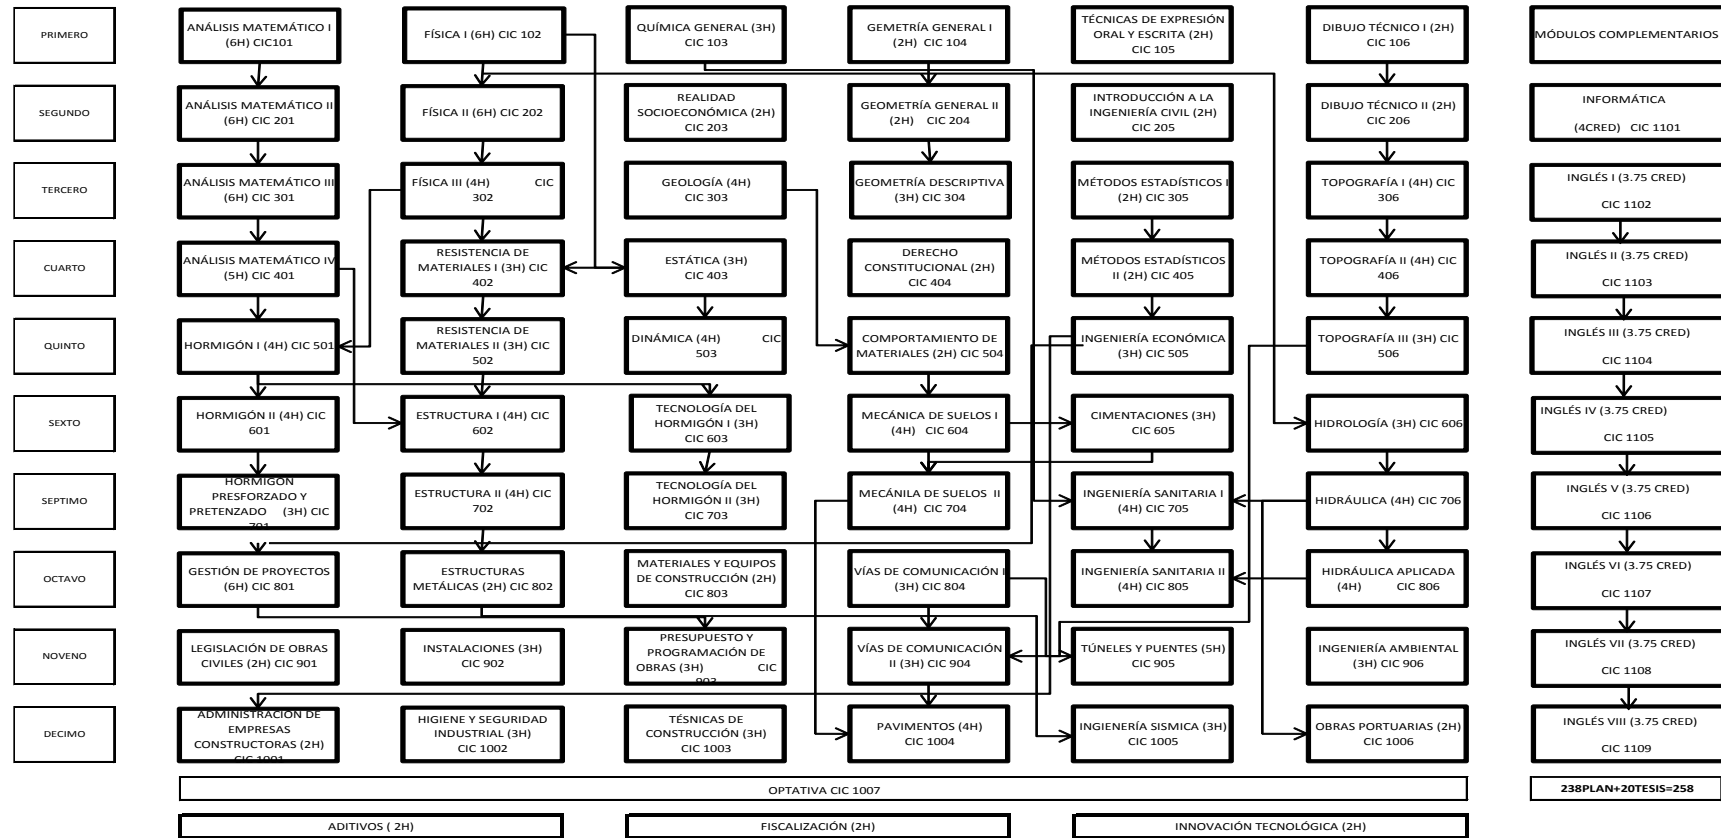 PRIMERO
ANÁLISIS MATEMÁTICO I
(6H) CIC101
FÍSICA I (6H) CIC 102
QUÍMICA GENERAL (3H)
CIC 103
GEMETRÍA GENERAL I
(2H) CIC 104
TÉCNICAS DE EXPRESIÓN
ORAL Y ESCRITA (2H)
CIC 105
DIBUJO TÉCNICO I (2H)
CIC 106
MÓDULOS COMPLEMENTARIOS
SEGUNDO
ANÁLISIS MATEMÁTICO II
(6H) CIC 201
FÍSICA II (6H) CIC 202
REALIDAD
SOCIOECONÓMICA (2H)
CIC 203
GEOMETRÍA GENERAL II
(2H) CIC 204
INTRODUCCIÓN A LA
INGENIERÍA CIVIL (2H)
CIC 205
DIBUJO TÉCNICO II (2H)
CIC 206
INFORMÁTICA
(4CRED) CIC 1101
TERCERO
ANÁLISIS MATEMÁTICO III
(6H) CIC 301
FÍSICA III (4H) CIC
302
GEOLOGÍA (4H)
CIC 303
GEOMETRÍA DESCRIPTIVA
(3H) CIC 304
MÉTODOS ESTADÍSTICOS I
(2H) CIC 305
TOPOGRAFÍA I (4H) CIC
306
INGLÉS I (3.75 CRED)
CIC 1102
CUARTO
ANÁLISIS MATEMÁTICO IV
(5H) CIC 401
RESISTENCIA DE
MATERIALES I (3H) CIC
402
ESTÁTICA (3H)
CIC 403
DERECHO
CONSTITUCIONAL (2H)
CIC 404
MÉTODOS ESTADÍSTICOS
II (2H) CIC 405
TOPOGRAFÍA II (4H) CIC
406
INGLÉS II (3.75 CRED)
CIC 1103
QUINTO
HORMIGÓN I (4H) CIC 501
RESISTENCIA DE
MATERIALES II (3H) CIC
502
DINÁMICA (4H) CIC
503
COMPORTAMIENTO DE
MATERIALES (2H) CIC 504
INGENIERÍA ECONÓMICA
(3H) CIC 505
TOPOGRAFÍA III (3H) CIC
506
INGLÉS III (3.75 CRED)
CIC 1104
SEXTO
HORMIGÓN II (4H) CIC
601
ESTRUCTURA I (4H) CIC
602
TECNOLOGÍA DEL
HORMIGÓN I (3H)
CIC 603
MECÁNICA DE SUELOS I
(4H) CIC 604
CIMENTACIONES (3H)
CIC 605
HIDROLOGÍA (3H) CIC 606
INGLÉS IV (3.75 CRED)
CIC 1105
SEPTIMO
HORMIGÓN
PRESFORZADO Y
PRETENZADO (3H) CIC
701
ESTRUCTURA II (4H) CIC
702
TECNOLOGÍA DEL
HORMIGÓN II (3H)
CIC 703
MECÁNILA DE SUELOS II
(4H) CIC 704
INGENIERÍA SANITARIA I
(4H) CIC 705
HIDRÁULICA (4H) CIC 706
INGLÉS V (3.75 CRED)
CIC 1106
OCTAVO
GESTIÓN DE PROYECTOS
(6H) CIC 801
ESTRUCTURAS
METÁLICAS (2H) CIC 802
MATERIALES Y EQUIPOS
DE CONSTRUCCIÓN (2H)
CIC 803
VÍAS DE COMUNICACIÓN I
(3H) CIC 804
INGENIERÍA SANITARIA II
(4H) CIC 805
HIDRÁULICA APLICADA
(4H) CIC 806
INGLÉS VI (3.75 CRED)
CIC 1107
NOVENO
LEGISLACIÓN DE OBRAS
CIVILES (2H) CIC 901
INSTALACIONES (3H)
CIC 902
PRESUPUESTO Y
PROGRAMACIÓN DE
OBRAS (3H) CIC
903
VÍAS DE COMUNICACIÓN
II (3H) CIC 904
TÚNELES Y PUENTES (5H)
CIC 905
INGENIERÍA AMBIENTAL
(3H) CIC 906
INGLÉS VII (3.75 CRED)
CIC 1108
DECIMO
ADMINISTRACIÓN DE
EMPRESAS
CONSTRUCTORAS (2H)
CIC 1001
HIGIENE Y SEGURIDAD
INDUSTRIAL (3H)
CIC 1002
TÉSNICAS DE
CONSTRUCCIÓN (3H)
CIC 1003
PAVIMENTOS (4H)
CIC 1004
INGIENERÍA SISMICA (3H)
CIC 1005
OBRAS PORTUARIAS (2H)
CIC 1006
INGLÉS VIII (3.75 CRED)
CIC 1109
OPTATIVA CIC 1007
238PLAN+20TESIS=258
ADITIVOS ( 2H)
FISCALIZACIÓN (2H)
INNOVACIÓN TECNOLÓGICA (2H)